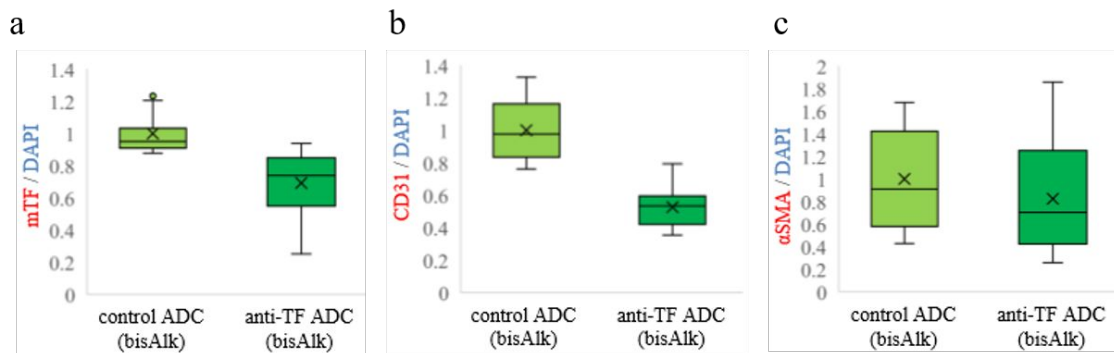 a
1.4
1.2
1
0.8
0.6
0.4
0.2
0
mTF / DAPI
control ADC
(bisAlk)
anti-TF ADC
(bisAlk)
b
1.4
1.2
1
0.8
0.6
0.4
0.2
0
CD31 / DAPI
control ADC
(bisAlk)
anti-TF ADC
(bisAlk)
c
2
1.8
1.6
1.4
1.2
1
0.8
0.6
0.4
0.2
0
αSMA / DAPI
control ADC
(bisAlk)
anti-TF ADC
(bisAlk)